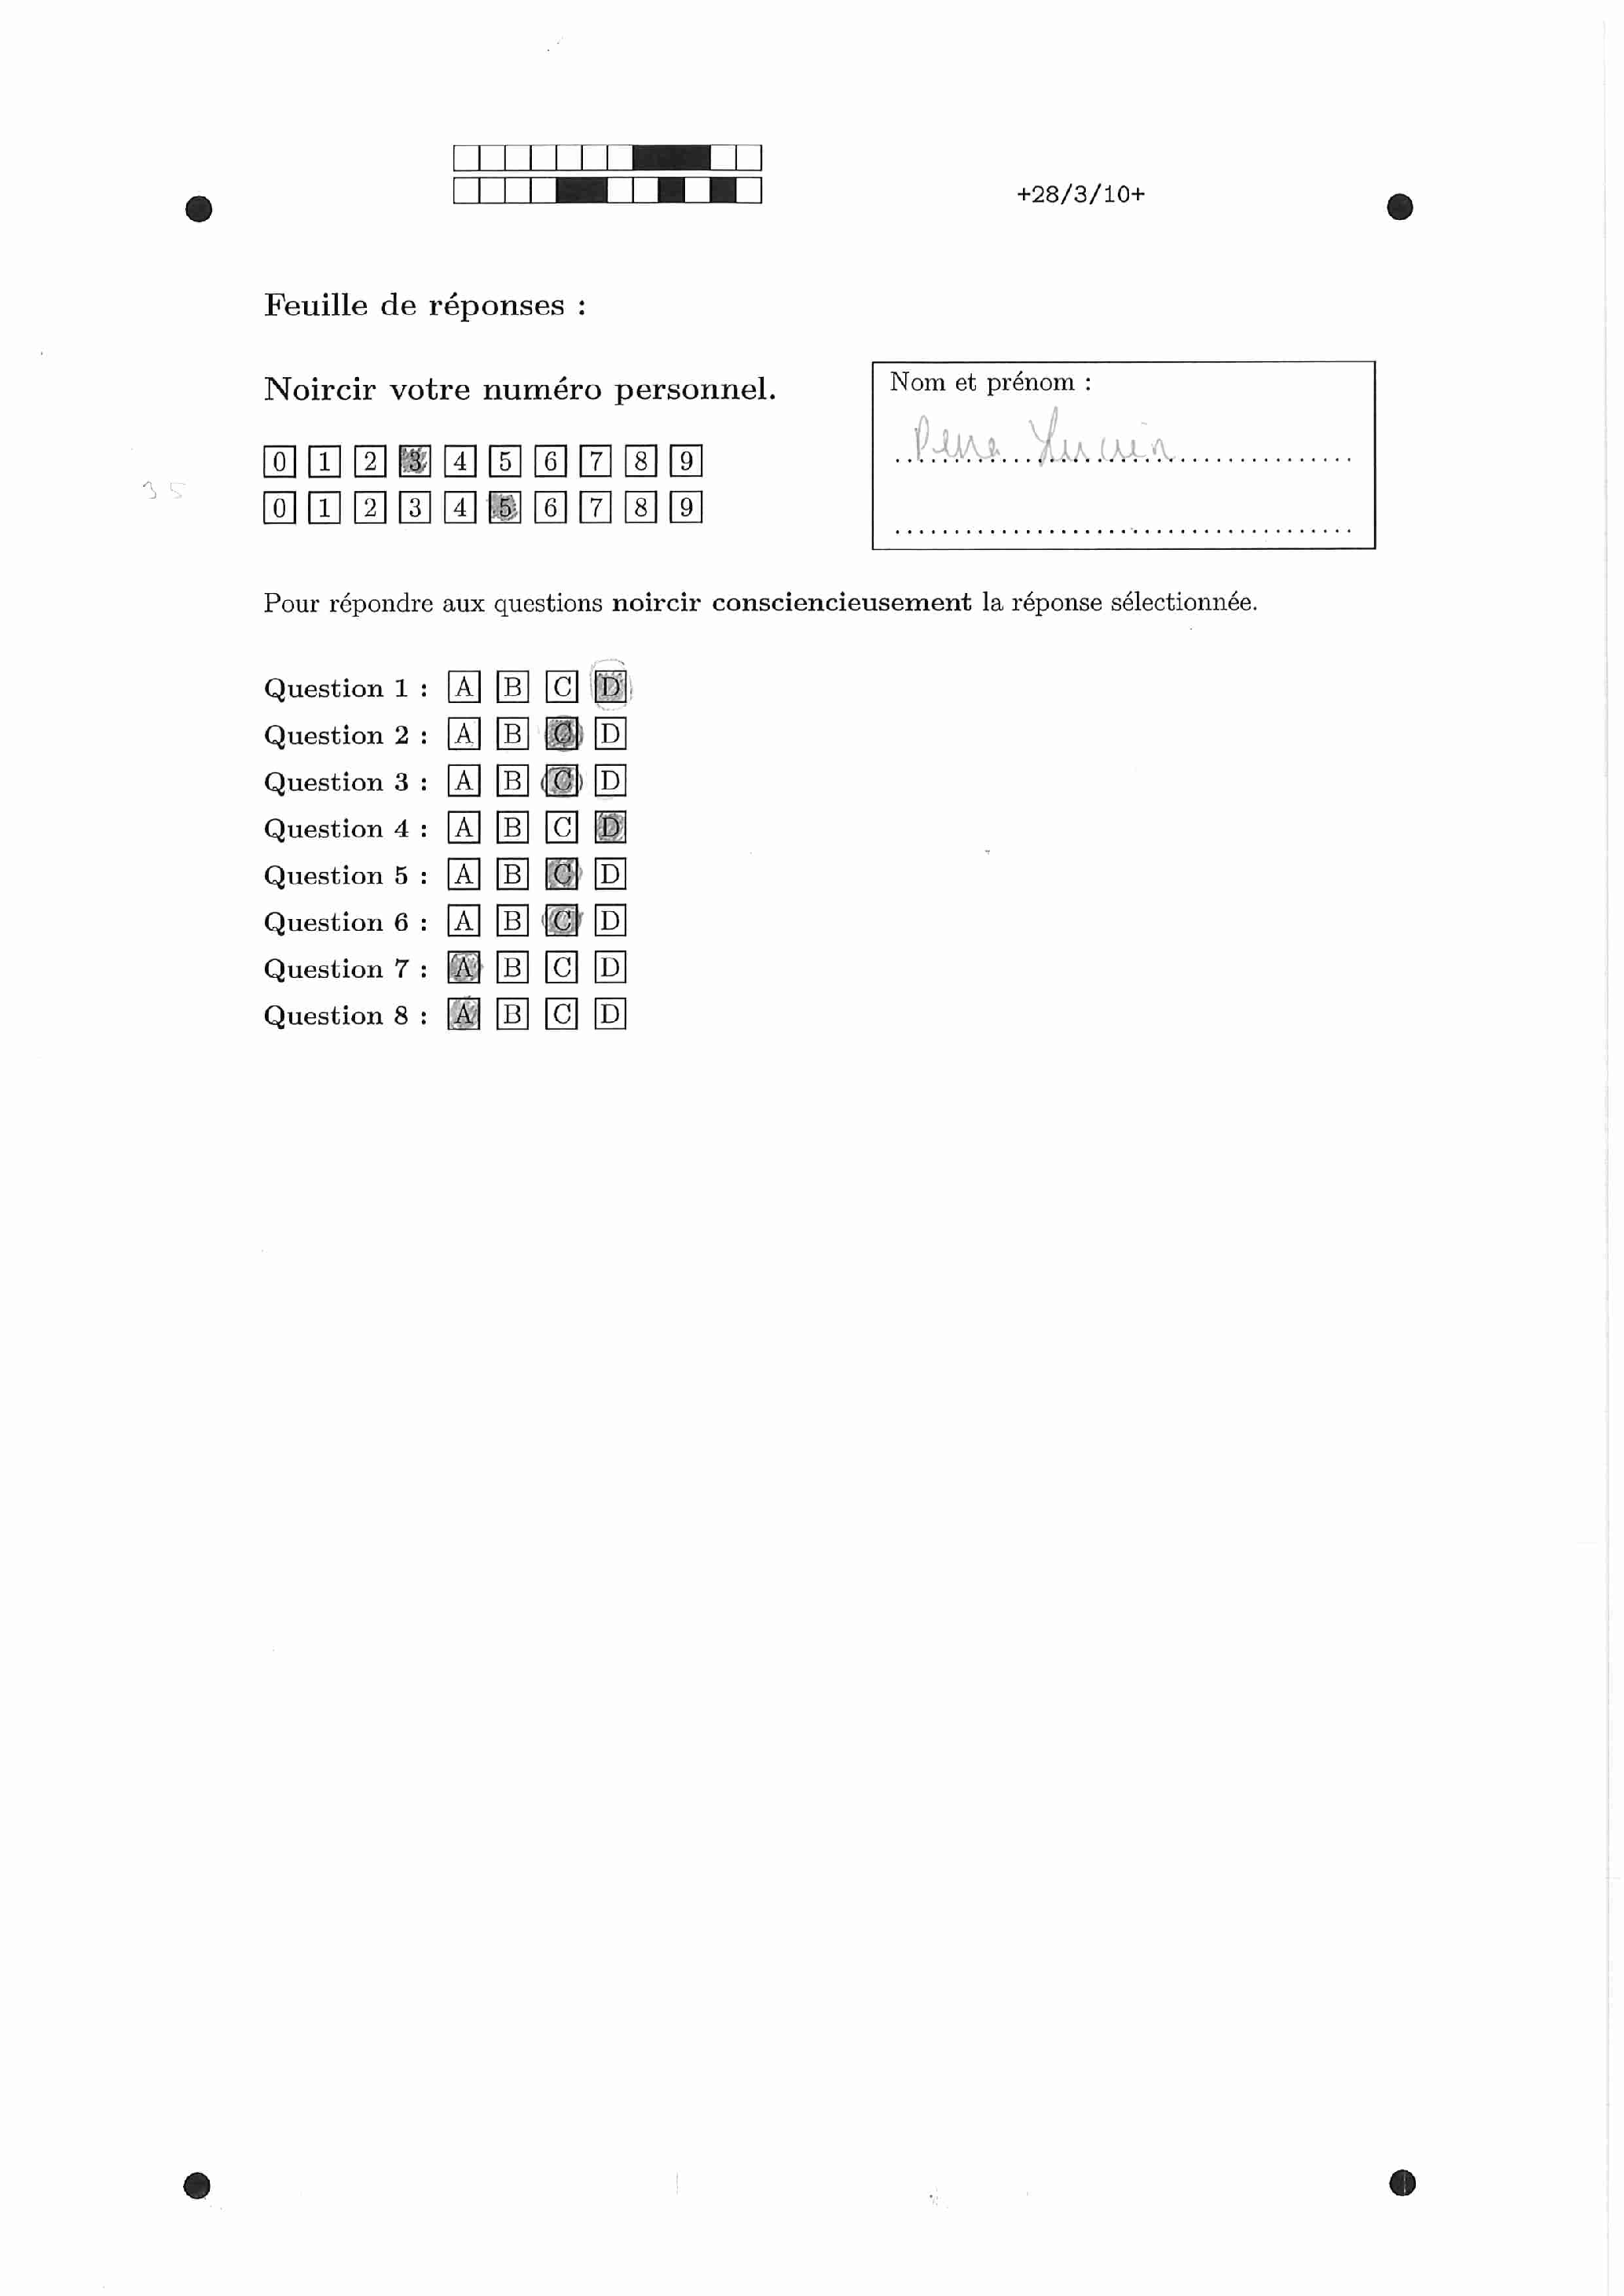 +28/3/10+
Feuille de réponses :
Noircir votre numéro personnel.
Nom et prénom :
0 1 2 3 4 5 6 7 8 9
35
0 1 2 3 4 5 6 7 8 9
Pour répondre aux questions noircir consciencieusement la réponse sélectionnée.
Question 1 : A B C D
Question 2 : A B C D
Question 3 : A B C D
Question 4 : A B C D
Question 5 : A B C D
Question 6 : A B C D
Question 7 : A B C D
Question 8 : A B C D